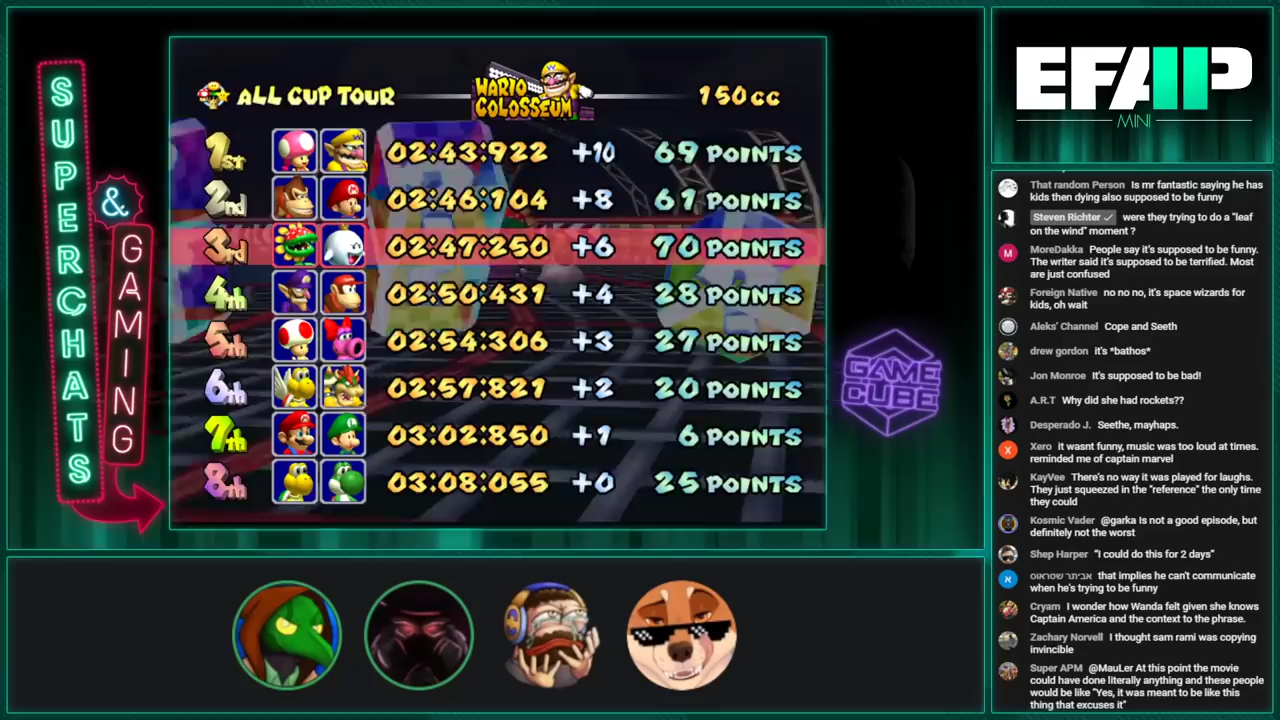 SUPERCHATS
&
GAMING
ALL CUP TOUR
WARIO
COLOSSEUM
150cc
1st 02:43:922 +10 69 POINTS
2nd 02:46:704 +8 61 POINTS
3rd 02:47:250 +6 70 POINTS
4th 02:50:431 +4 28 POINTS
5th 02:54:306 +3 27 POINTS
6th 02:57:821 +2 20 POINTS
7th 03:02:850 +1 6 POINTS
8th 03:08:055 +0 25 POINTS
GAME
CUBE
EFAP
MINI
That random Person Is mr fantastic saying he has
kids then dying also supposed to be funny
Steven Richter ✓ were they trying to do a "leaf
on the wind" moment ?
M
MoreDakka People say it's supposed to be funny.
The writer said it's supposed to be terrified. Most
are just confused
Foreign Native no no no, it's space wizards for
kids, oh wait
Aleks' Channel Cope and Seeth
drew gordon it's *bathos*
Jon Monroe It's supposed to be bad!
A.R.T Why did she had rockets??
Desperado J. Seethe, mayhaps.
X
Xero it wasnt funny, music was too loud at times.
reminded me of captain marvel
KayVee There's no way it was played for laughs.
They just squeezed in the "reference" the only time
they could
Kosmic Vader @garka Is not a good episode, but
definitely not the worst
Shep Harper "I could do this for 2 days"
א
אביתר שטראוס that implies he can't communicate
when he's trying to be funny
Cryam I wonder how Wanda felt given she knows
Captain America and the context to the phrase.
Zachary Norvell I thought sam rami was copying
invincible
Super APM @MauLer At this point the movie
could have done literally anything and these people
would be like "Yes, it was meant to be like this
thing that excuses it"